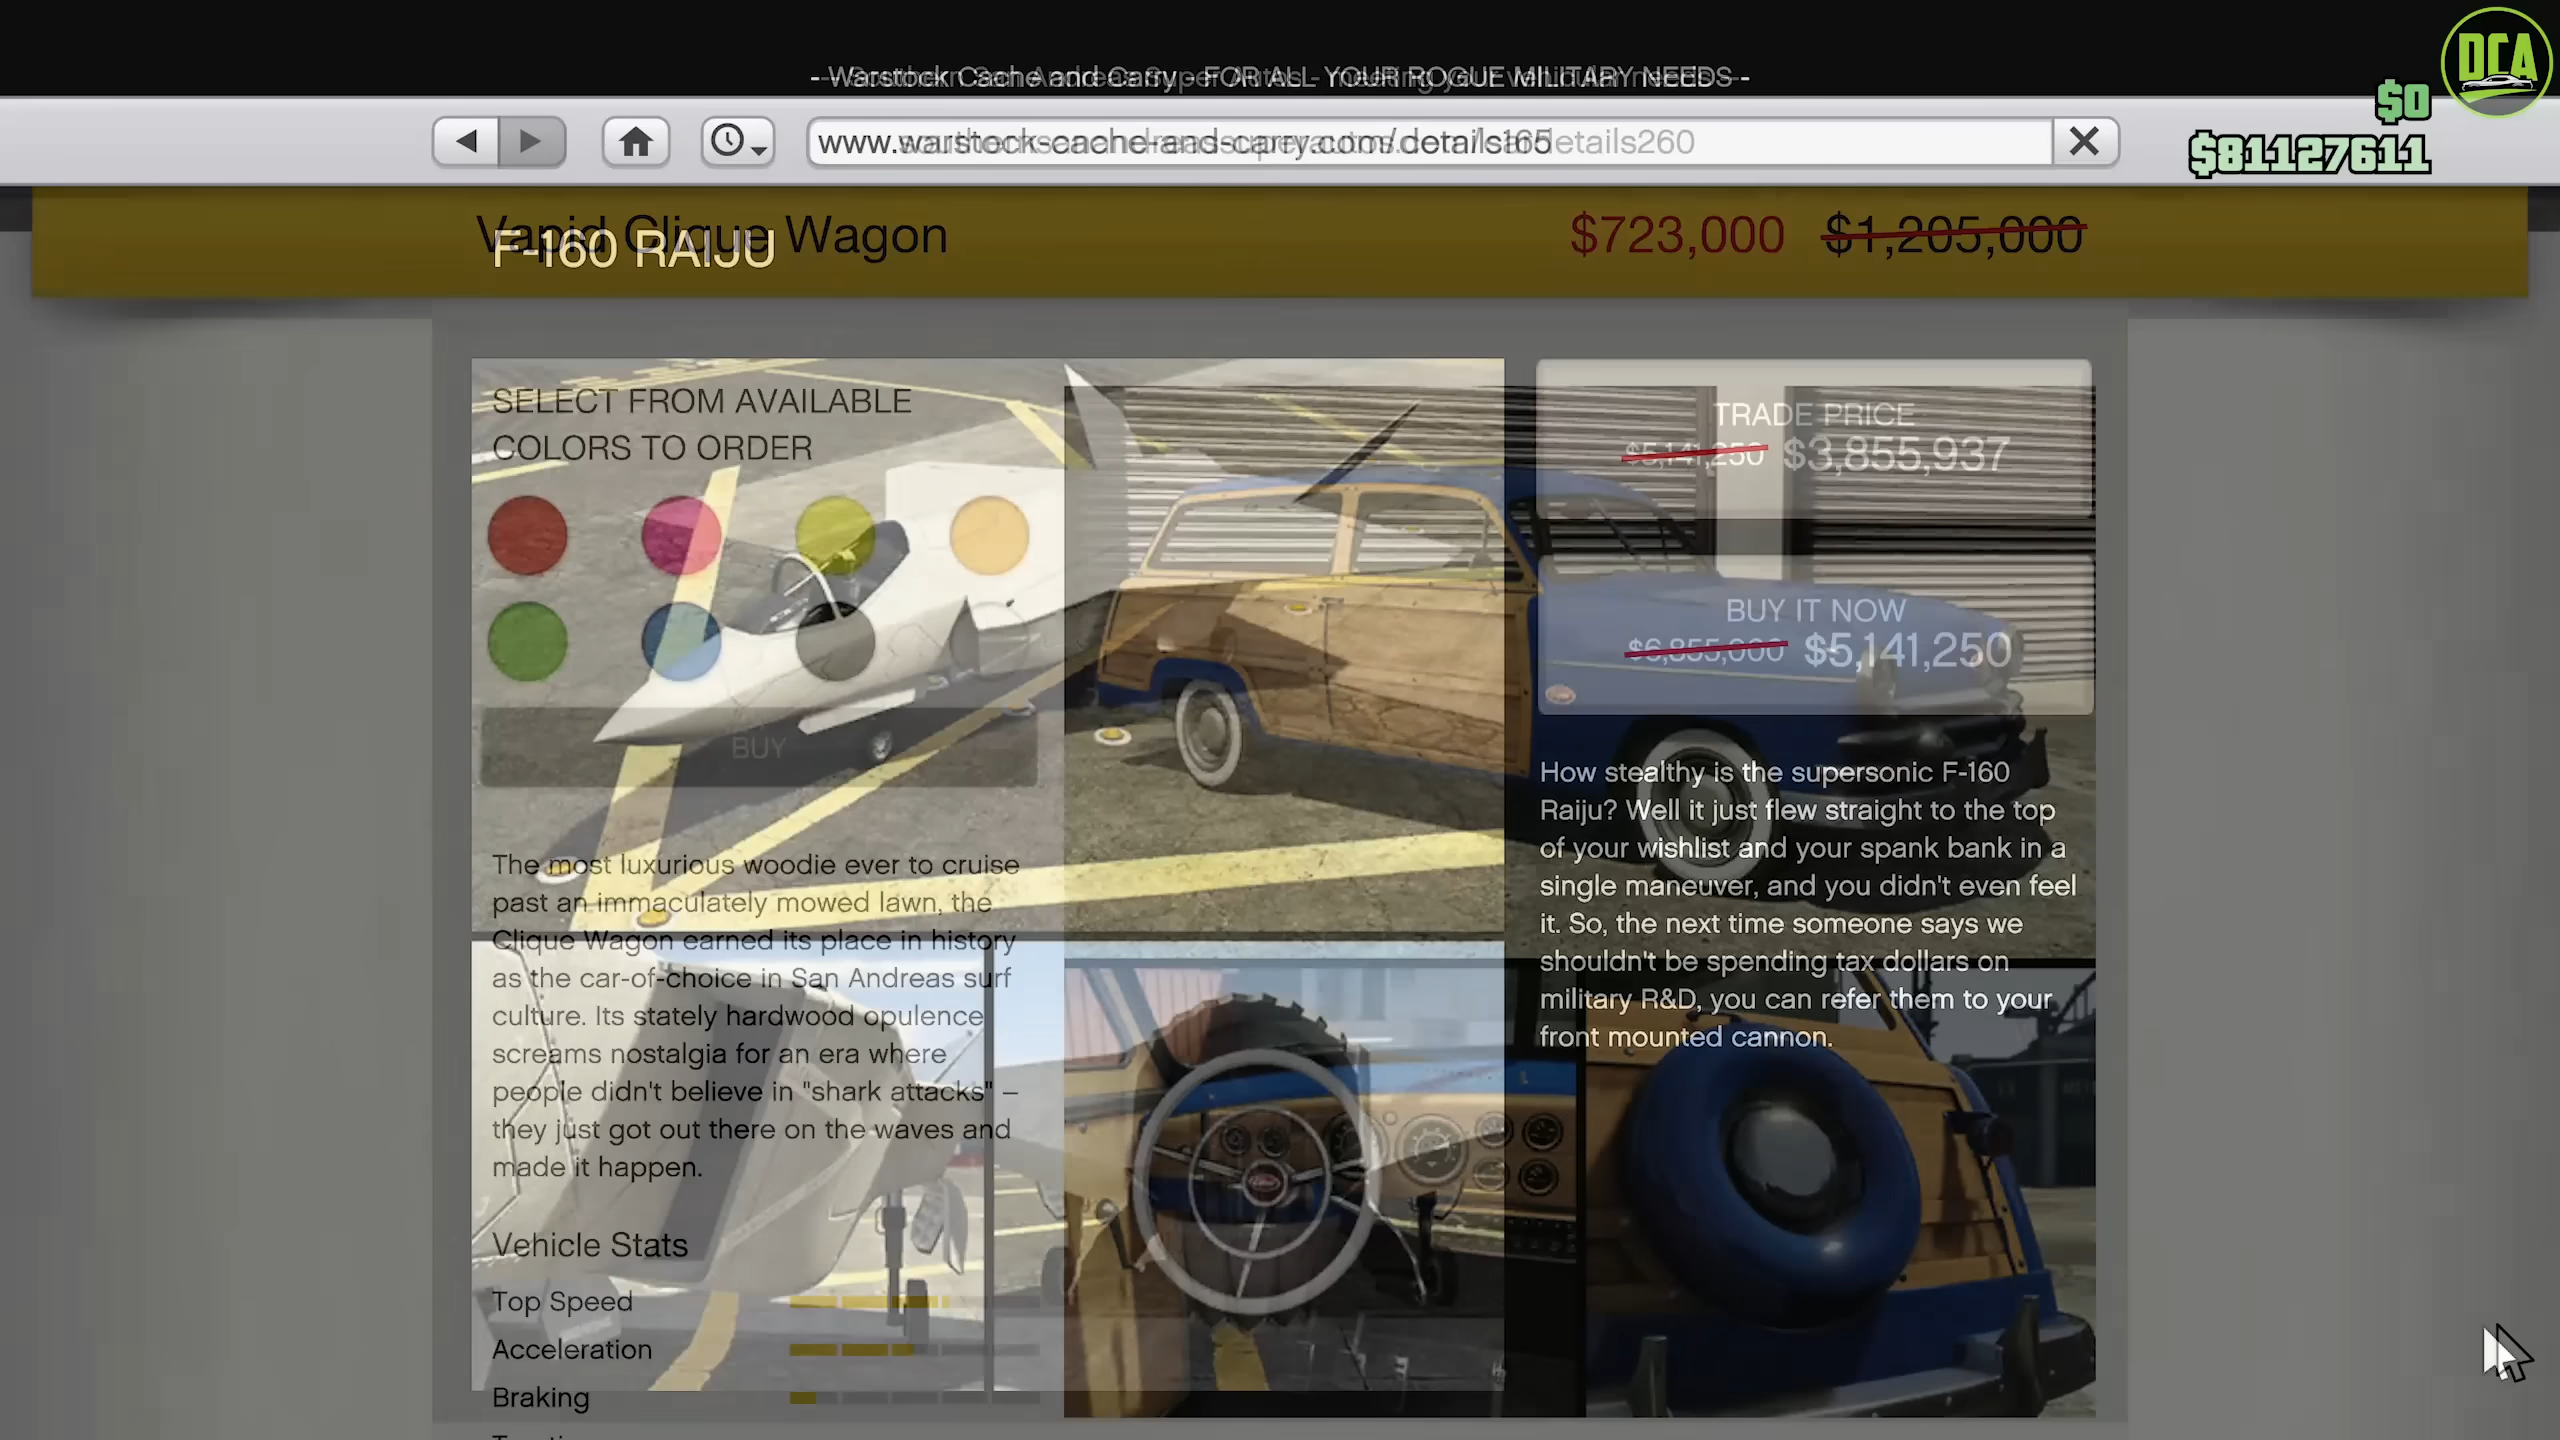 DCA
- Warstock Cache and Carry - FOR ALL YOUR ROGUE MILITARY NEEDS -
$0
www.warstock-cache-and-carry.com/details165
$81127611
Vapid Clique Wagon
$723,000 $1,205,000
F-160 RAIJU
SELECT FROM AVAILABLE
COLORS TO ORDER
BUY
The most luxurious woodie ever to cruise
past an immaculately mowed lawn, the
Clique Wagon earned its place in history
as the car-of-choice in San Andreas surf
culture. Its stately hardwood opulence
screams nostalgia for an era where
people didn't believe in "shark attacks" –
they just got out there on the waves and
made it happen.
Vehicle Stats
Top Speed
Acceleration
Braking
TRADE PRICE
$5,141,250 $3,855,937
BUY IT NOW
$6,855,000 $5,141,250
How stealthy is the supersonic F-160
Raiju? Well it just flew straight to the top
of your wishlist and your spank bank in a
single maneuver, and you didn't even feel
it. So, the next time someone says we
shouldn't be spending tax dollars on
military R&D, you can refer them to your
front mounted cannon.